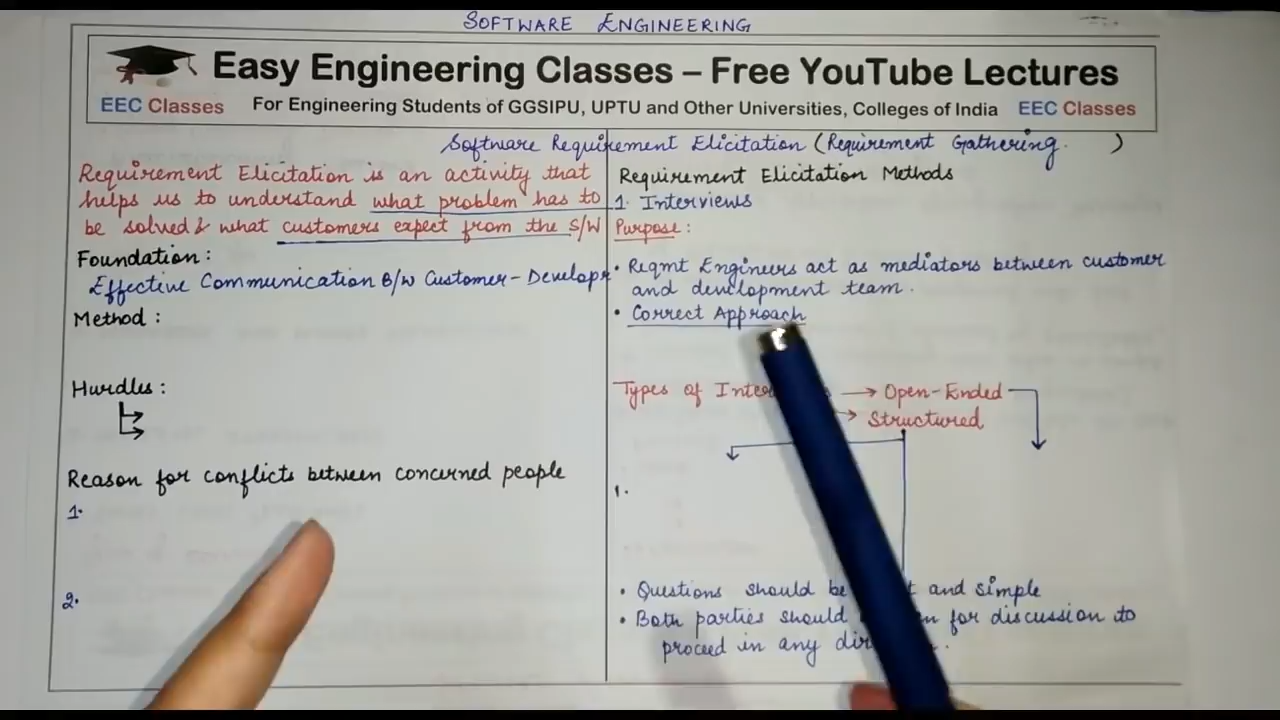 SOFTWARE ENGINEERING
Easy Engineering Classes – Free YouTube Lectures
EEC Classes For Engineering Students of GGSIPU, UPTU and Other Universities, Colleges of India EEC Classes
Software Requirement Elicitation (Requirement Gathering. )
Requirement Elicitation is an activity that
helps us to understand what problem has to
be solved & what customers expect from the S/W
Foundation:
Effective Communication B/w Customer-Developr
Method:
Hurdles:
Reason for conflicts between concerned people
1.
2.
Requirement Elicitation Methods
1. Interviews
Purpose:
• Reqmt Engineers act as mediators between customer
and development team.
• Correct Approach
Types of → Open-Ended
→ Structured
1.
• Questions should be and simple
• Both parties should for discussion to
proceed in any